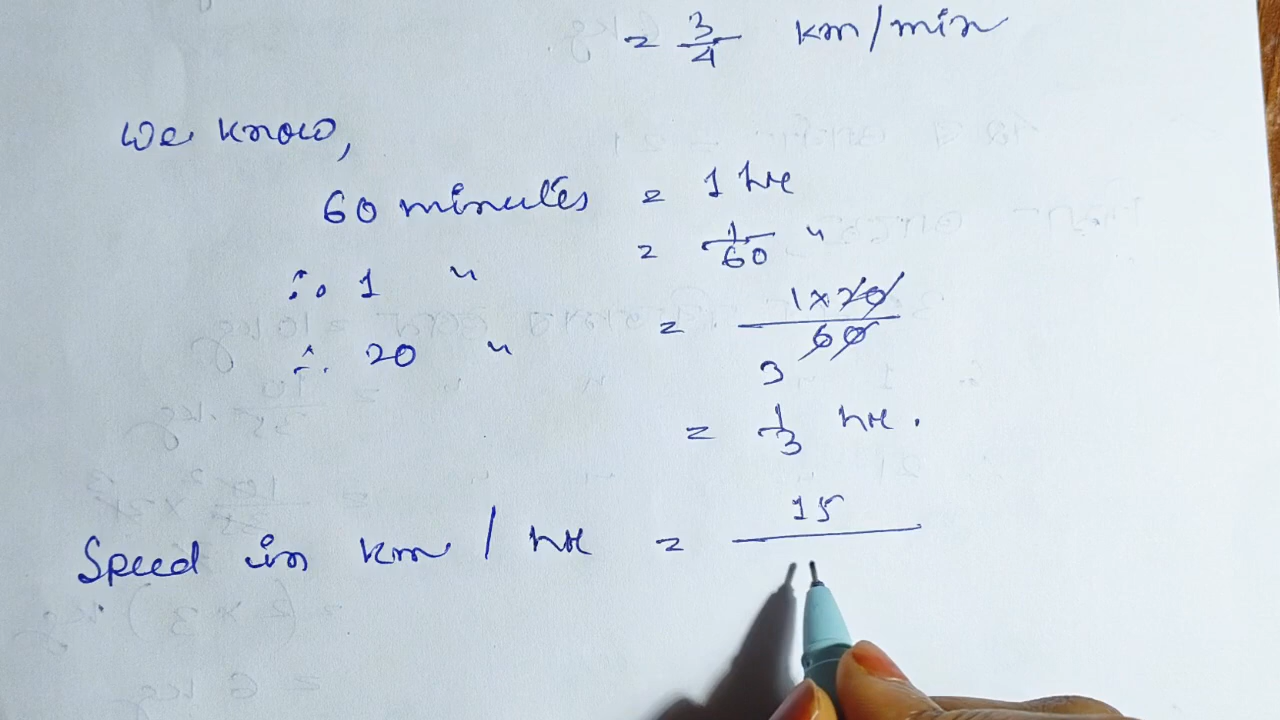 = 3/4 km/min
We know,
60 minutes = 1 hr
∴ 1 " = 1/60 "
∴ 20 " = 1×20/60
3
= 1/3 hr.
Speed in km / hr = 15